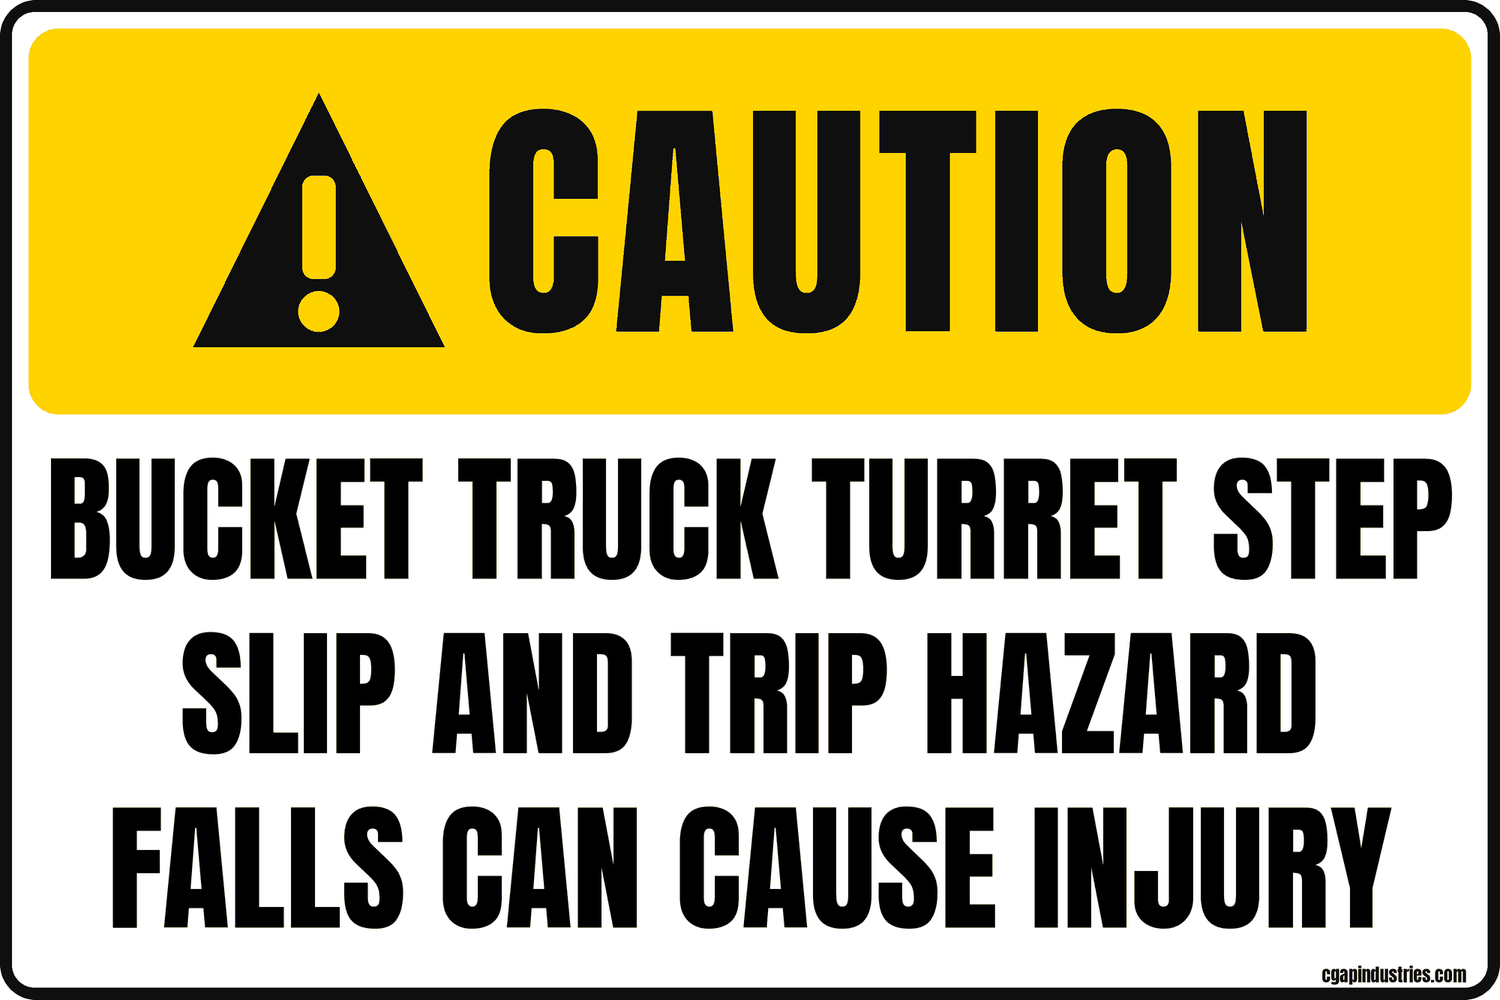 CAUTION
BUCKET TRUCK TURRET STEP
SLIP AND TRIP HAZARD
FALLS CAN CAUSE INJURY
cgapindustries.com